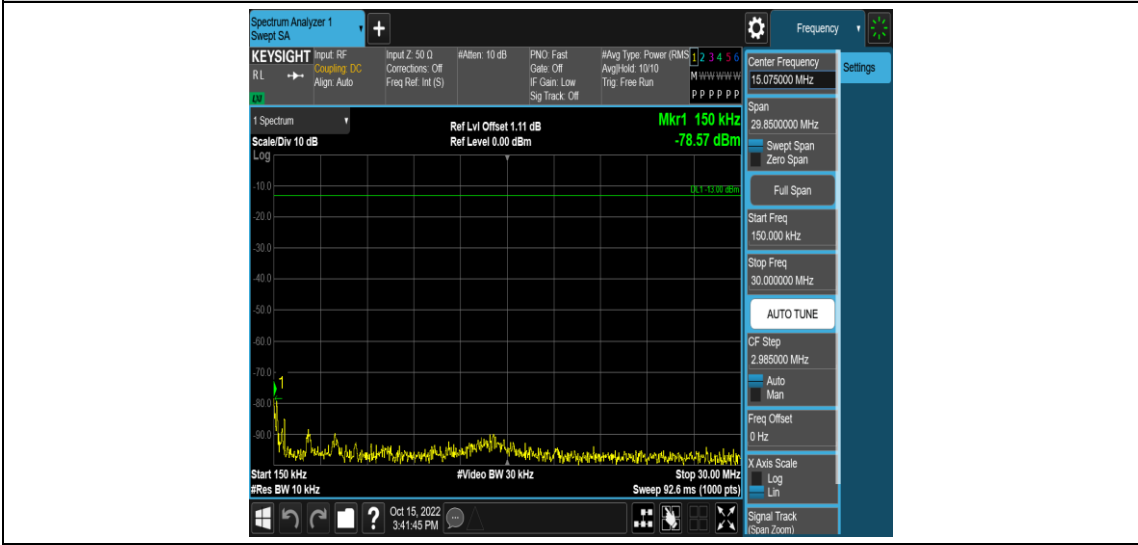 Spectrum Analyzer 1
Swept SA
Frequency
KEYSIGHT
RL
Input: RF
Coupling: DC
Align: Auto
Input Z: 50 Ω
Corrections: Off
Freq Ref: Int (S)
#Atten: 10 dB
PNO: Fast
Gate: Off
IF Gain: Low
Sig Track: Off
#Avg Type: Power (RMS
Avg|Hold: 10/10
Trig: Free Run
1 2 3 4 5 6
M W W W W W
P P P P P P
1 Spectrum
Scale/Div 10 dB
Log
Ref Lvl Offset 1.11 dB
Ref Level 0.00 dBm
Mkr1 150 kHz
-78.57 dBm
DL1 -13.00 dBm
-10.0
-20.0
-30.0
-40.0
-50.0
-60.0
-70.0
1
-80.0
-90.0
Start 150 kHz
#Video BW 30 kHz
Stop 30.00 MHz
#Res BW 10 kHz
Sweep 92.6 ms (1000 pts)
?
Oct 15, 2022
3:41:45 PM
Center Frequency
15.075000 MHz
Settings
Span
29.8500000 MHz
Swept Span
Zero Span
Full Span
Start Freq
150.000 kHz
Stop Freq
30.000000 MHz
AUTO TUNE
CF Step
2.985000 MHz
Auto
Man
Freq Offset
0 Hz
X Axis Scale
Log
Lin
Signal Track
(Span Zoom)